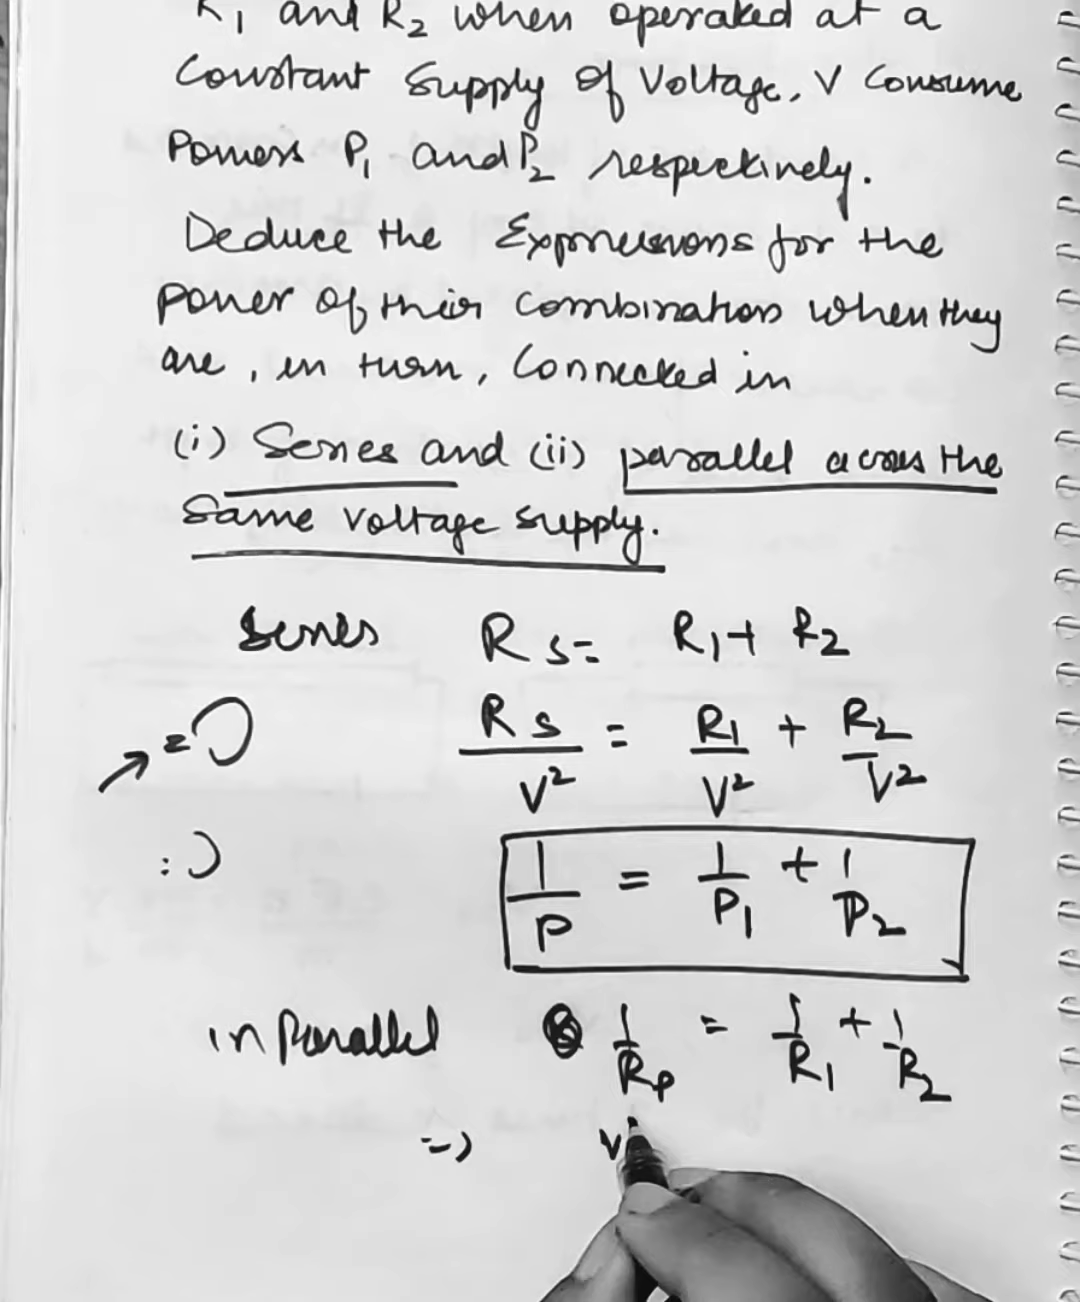 R₁ and R₂ when operated at a
Constant Supply of Voltage, V Consume
Powers P₁ and P₂ respectively.
Deduce the Expressions for the
power of their combination when they
are, in turn, Connected in
(i) Series and (ii) parallel across the
Same voltage supply.
Series R s = R₁ + R₂
=) R s / V² = R₁ / V² + R₂ / V²
:) 1/P = 1/P₁ + 1/P₂
in Parallel 1/Rp = 1/R₁ + 1/R₂
=) V